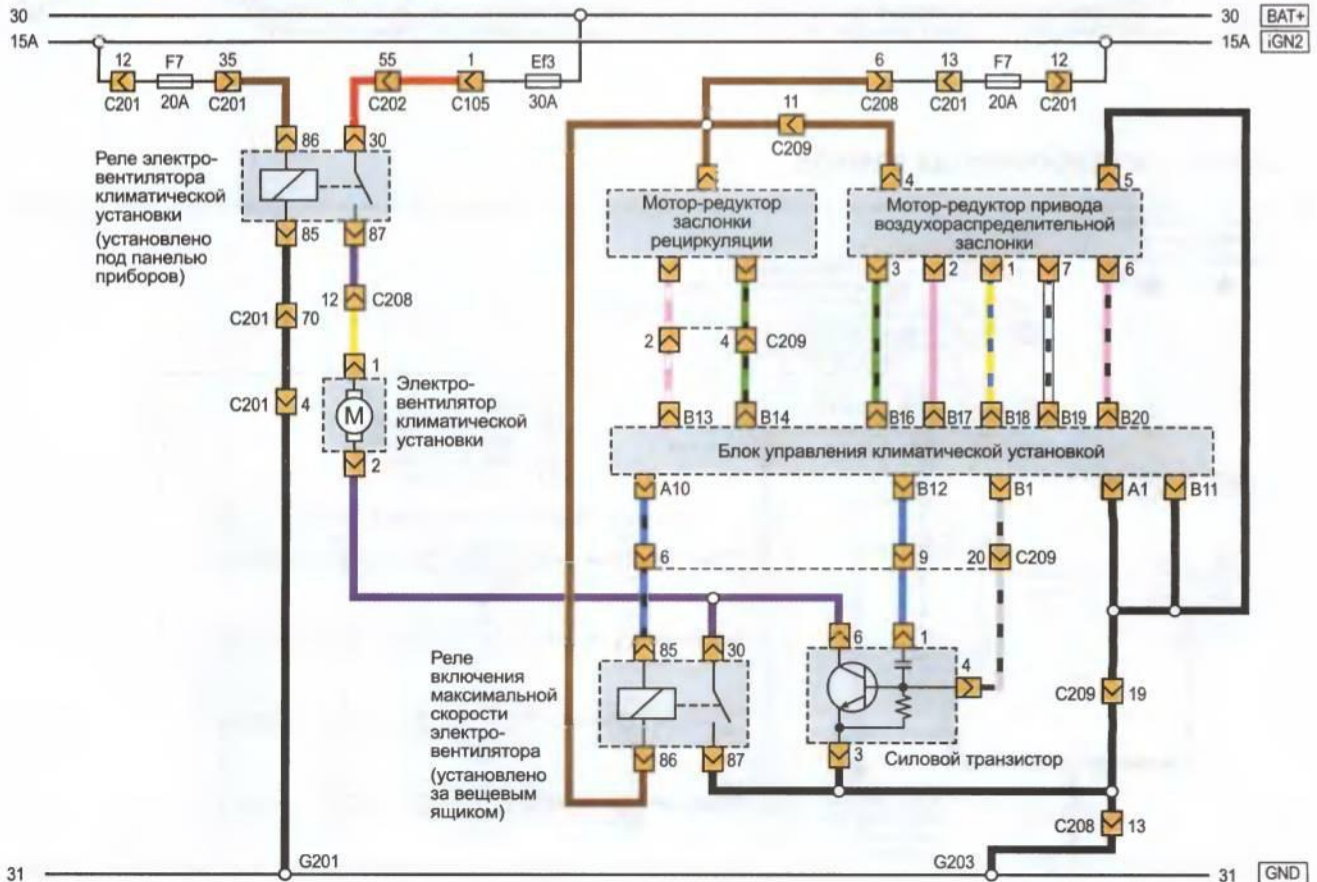 30
30 BAT+
15A
15A iGN2
12 F7 35
C201 20A C201
55 1 Ef3
C202 C105 30A
6 13 F7 12
C208 C201 20A C201
11
C209
86 30
Реле электро-
вентилятора
климатической
установки
(установлено
под панелью
приборов)
85 87
4 5
Мотор-редуктор
заслонки
рециркуляции
Мотор-редуктор привода
воздухораспределительной
заслонки
3 2 1 7 6
12 C208
C201 70
2 4 C209
1
C201 4
M
Электро-
вентилятор
климатической
установки
2
B13 B14 B16 B17 B18 B19 B20
Блок управления климатической установкой
A10 B12 B1 A1 B11
6 9 20 C209
85 30
6 1
4
Реле
включения
максимальной
скорости
электро-
вентилятора
(установлено
за вещевым
ящиком)
86 87
3
Силовой транзистор
C209 19
C208 13
G201
G203
31
31 GND